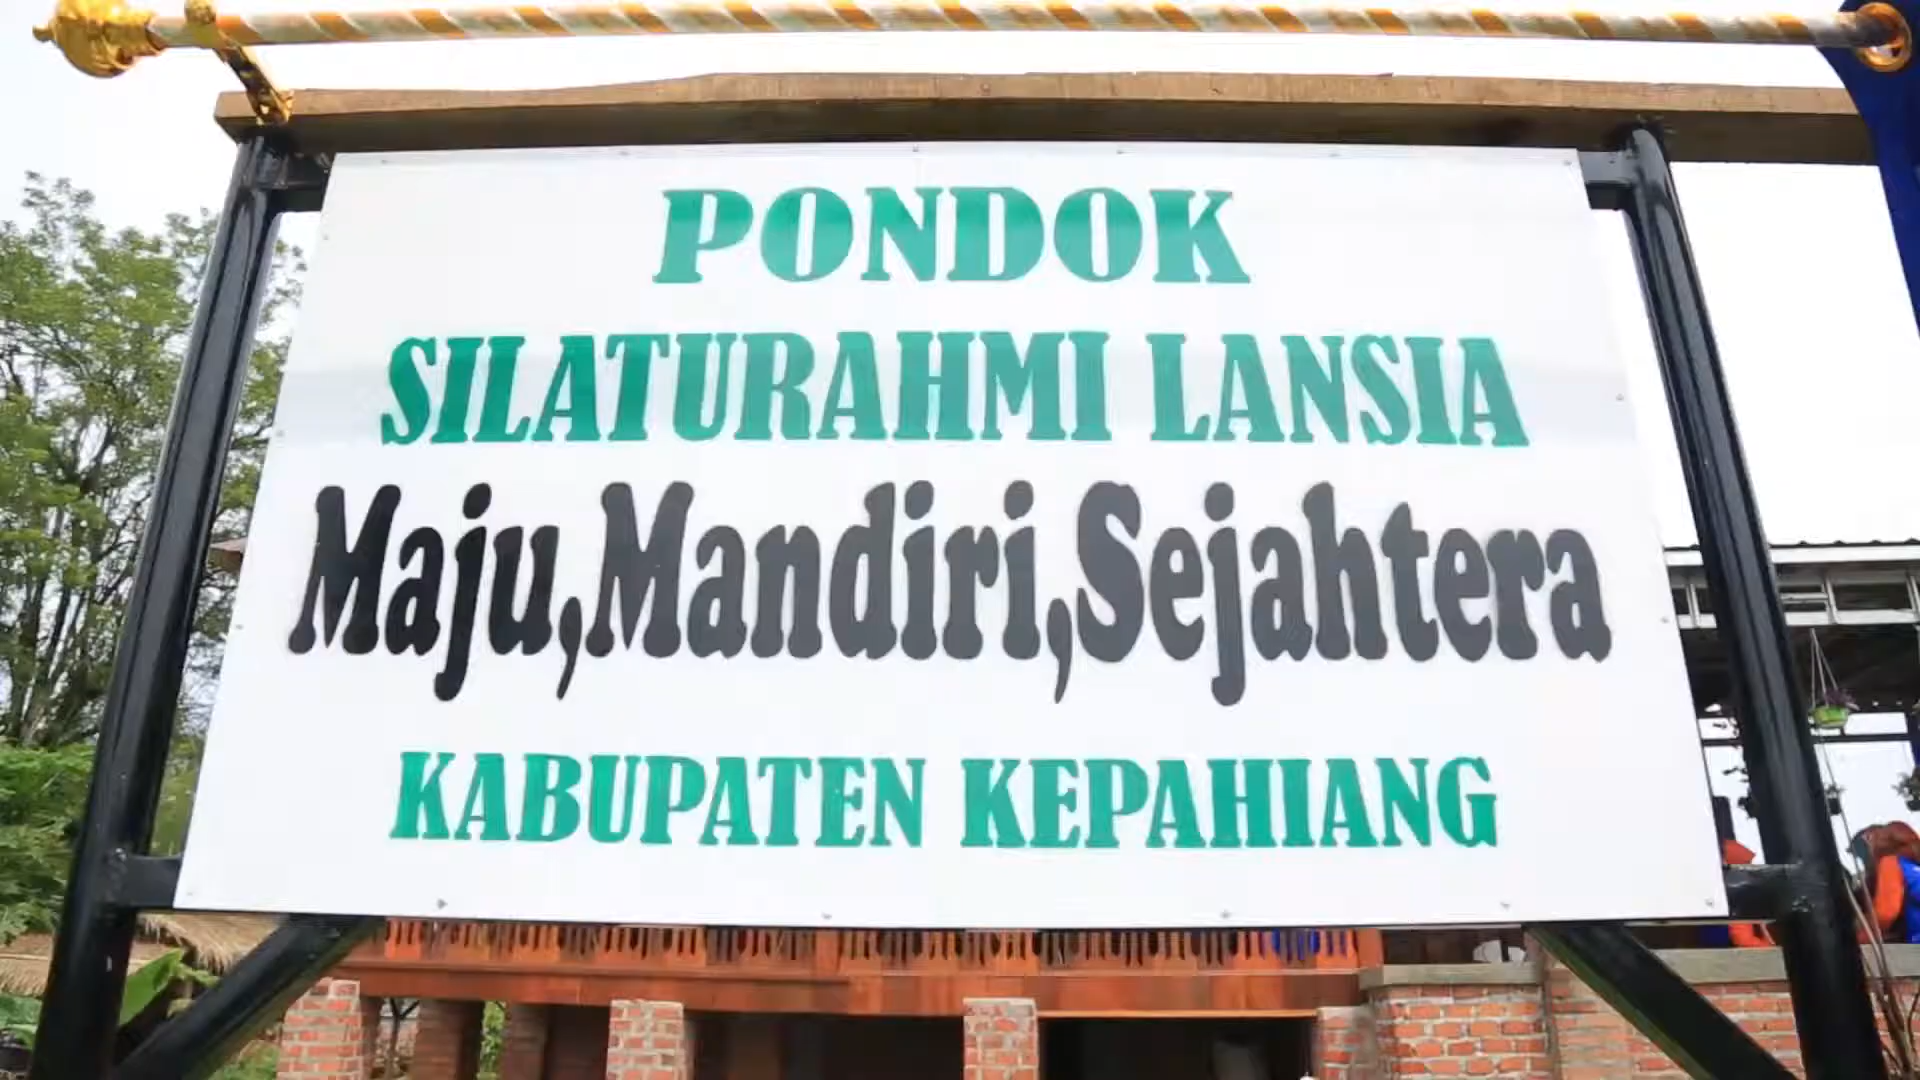 PONDOK
SILATURAHMI LANSIA
Maju,Mandiri,Sejahtera
KABUPATEN KEPAHIANG